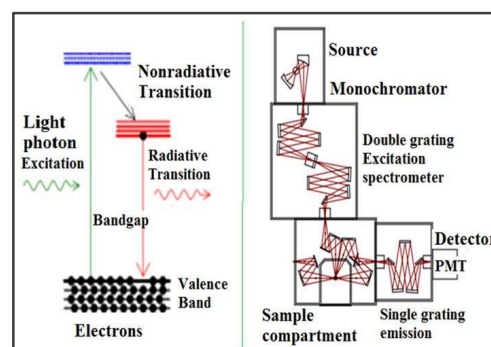 Nonradiative
Transition
Light
photon
Excitation
Radiative
Transition
Bandgap
Valence
Band
Electrons
Source
Monochromator
Double grating
Excitation
spectrometer
Detector
PMT
Sample
compartment
Single grating
emission